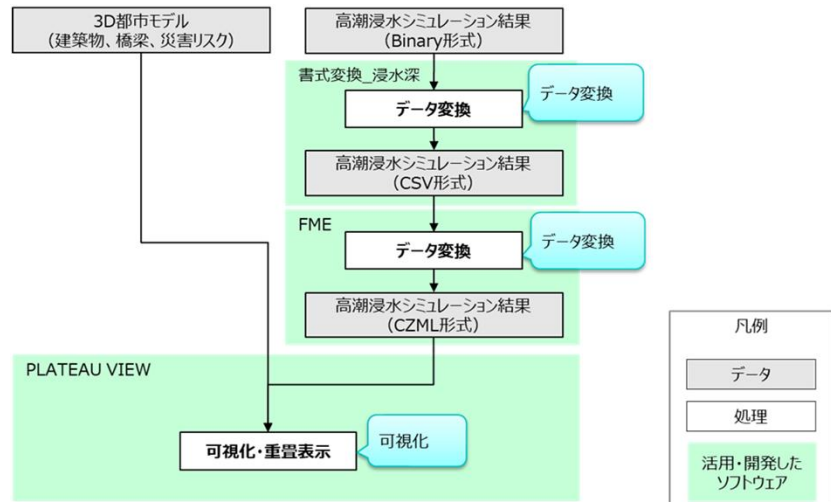 3D都市モデル
（建築物、橋梁、災害リスク）
高潮浸水シミュレーション結果
（Binary形式）
書式変換_浸水深
データ変換
データ変換
高潮浸水シミュレーション結果
（CSV形式）
FME
データ変換
データ変換
高潮浸水シミュレーション結果
（CZML形式）
PLATEAU VIEW
可視化・重畳表示
可視化
凡例
データ
処理
活用・開発した
ソフトウェア